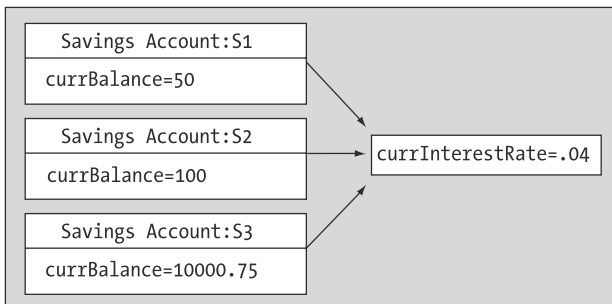 Savings Account:S1
currBalance=50
Savings Account:S2
currBalance=100
currInterestRate=.04
Savings Account:S3
currBalance=10000.75